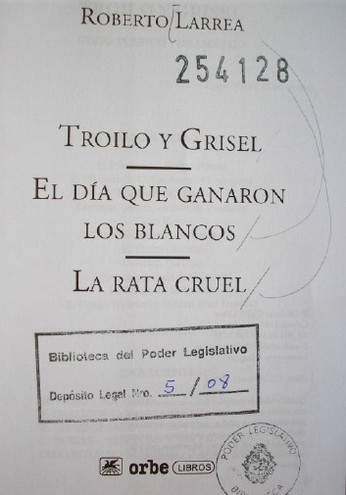 ROBERTO LARREA
254128
TROILO Y GRISEL
EL DÍA QUE GANARON
LOS BLANCOS
LA RATA CRUEL
Biblioteca del Poder Legislativo
Depósito Legal Nro. 5 / 08
PODER LEGISLATIVO
BIBLIOTECA
orbe LIBROS